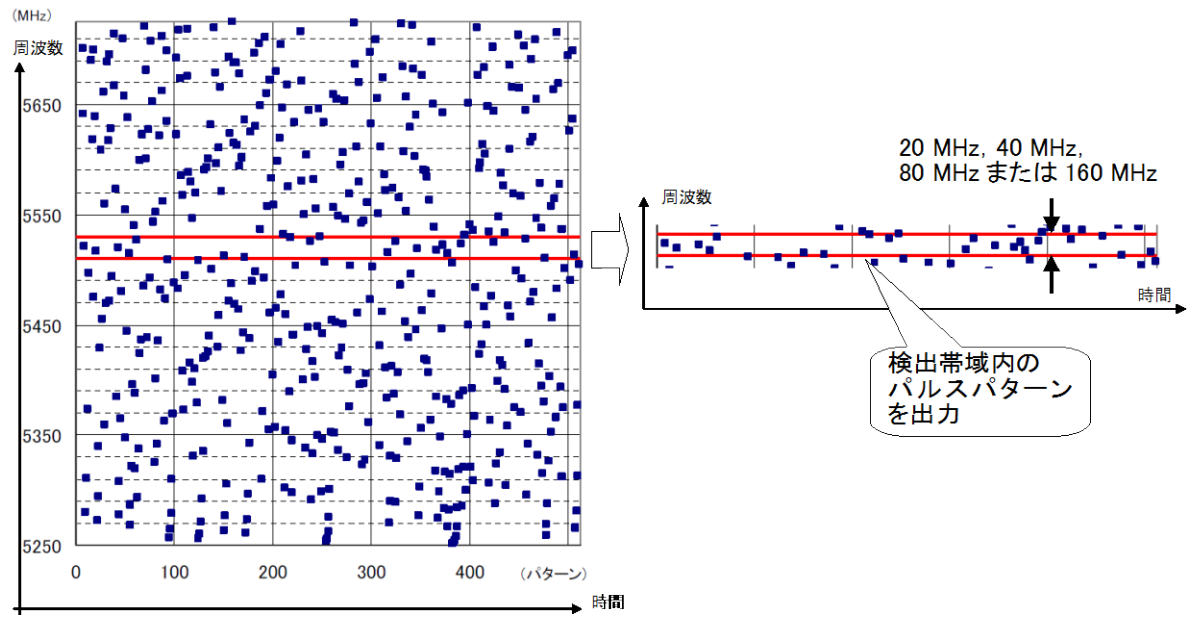 (MHz)
周波数
5650
5550
5450
5350
5250
0
100
200
300
400
(パターン)
時間
20 MHz, 40 MHz,
80 MHz または 160 MHz
周波数
時間
検出帯域内の
パルスパターン
を出力